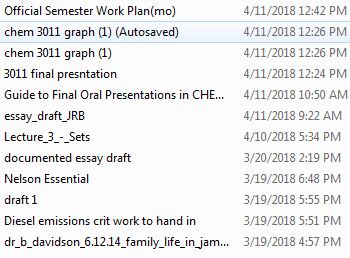 Official Semester Work Plan(mo) 4/11/2018 12:42 PM
chem 3011 graph (1) (Autosaved) 4/11/2018 12:26 PM
chem 3011 graph (1) 4/11/2018 12:26 PM
3011 final presntation 4/11/2018 12:24 PM
Guide to Final Oral Presentations in CHE... 4/11/2018 10:50 AM
essay_draft_JRB 4/11/2018 9:22 AM
Lecture_3_-_Sets 4/10/2018 5:34 PM
documented essay draft 3/20/2018 2:19 PM
Nelson Essential 3/19/2018 6:48 PM
draft 1 3/19/2018 5:55 PM
Diesel emissions crit work to hand in 3/19/2018 5:51 PM
dr_b_davidson_6.12.14_family_life_in_jam... 3/19/2018 4:57 PM